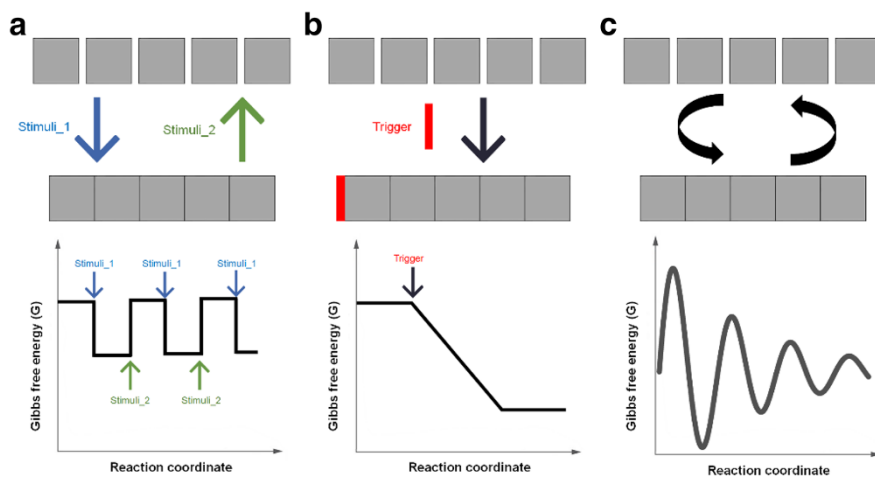 a
b
c
Stimuli_1
Stimuli_2
Trigger
Gibbs free energy (G)
Stimuli_1
Stimuli_1
Stimuli_1
Stimuli_2
Stimuli_2
Reaction coordinate
Gibbs free energy (G)
Trigger
Reaction coordinate
Gibbs free energy (G)
Reaction coordinate